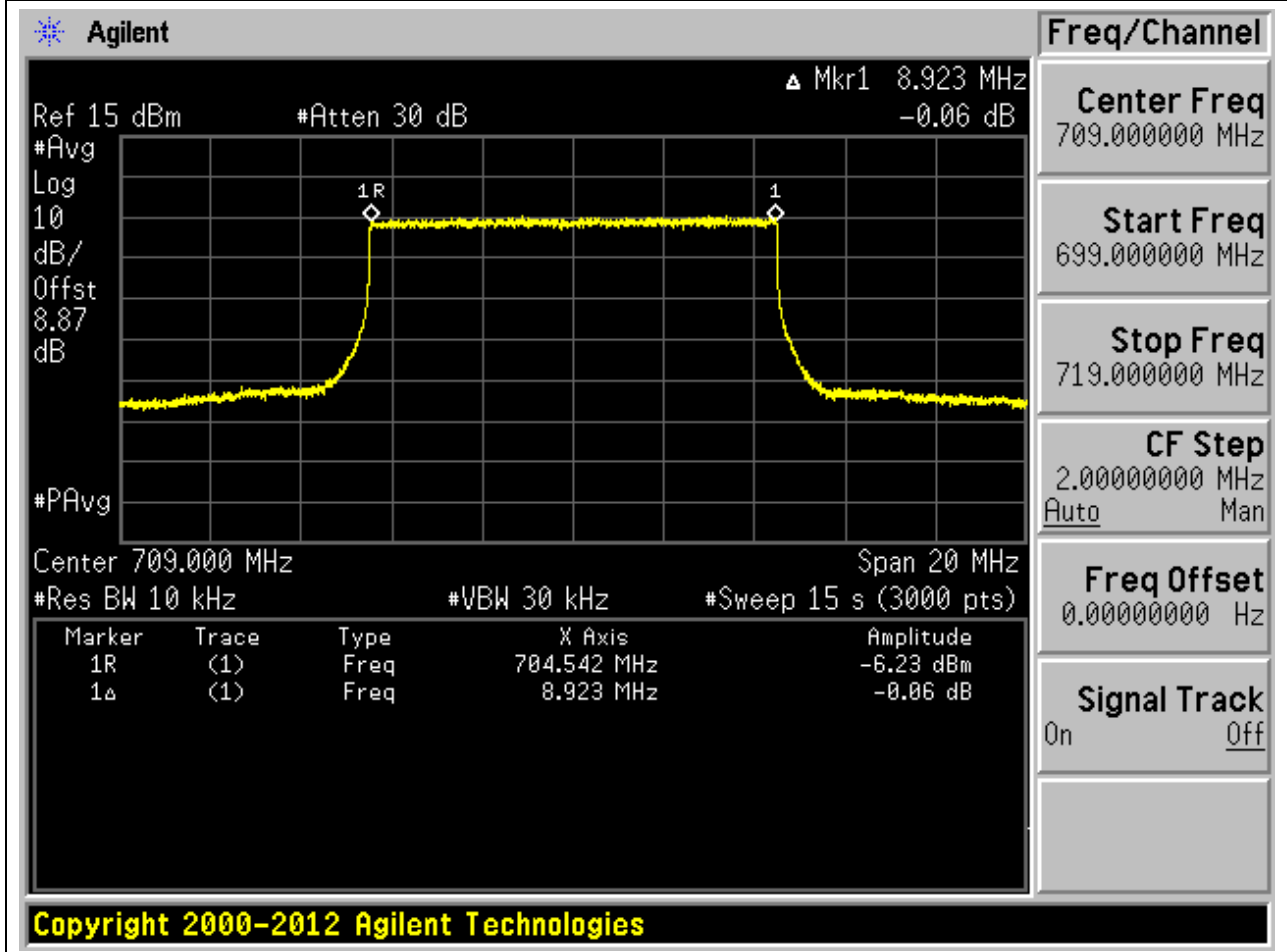 Agilent
Freq/Channel
Δ Mkr1 8.923 MHz
Ref 15 dBm #Atten 30 dB -0.06 dB
#Avg
Log
10
dB/
Offst
8.87
dB
#PAvg
1R
1
Center 709.000 MHz Span 20 MHz
#Res BW 10 kHz #VBW 30 kHz #Sweep 15 s (3000 pts)
Marker Trace Type X Axis Amplitude
1R (1) Freq 704.542 MHz -6.23 dBm
1Δ (1) Freq 8.923 MHz -0.06 dB
Center Freq
709.000000 MHz
Start Freq
699.000000 MHz
Stop Freq
719.000000 MHz
CF Step
2.00000000 MHz
Auto Man
Freq Offset
0.00000000 Hz
Signal Track
On Off
Copyright 2000-2012 Agilent Technologies